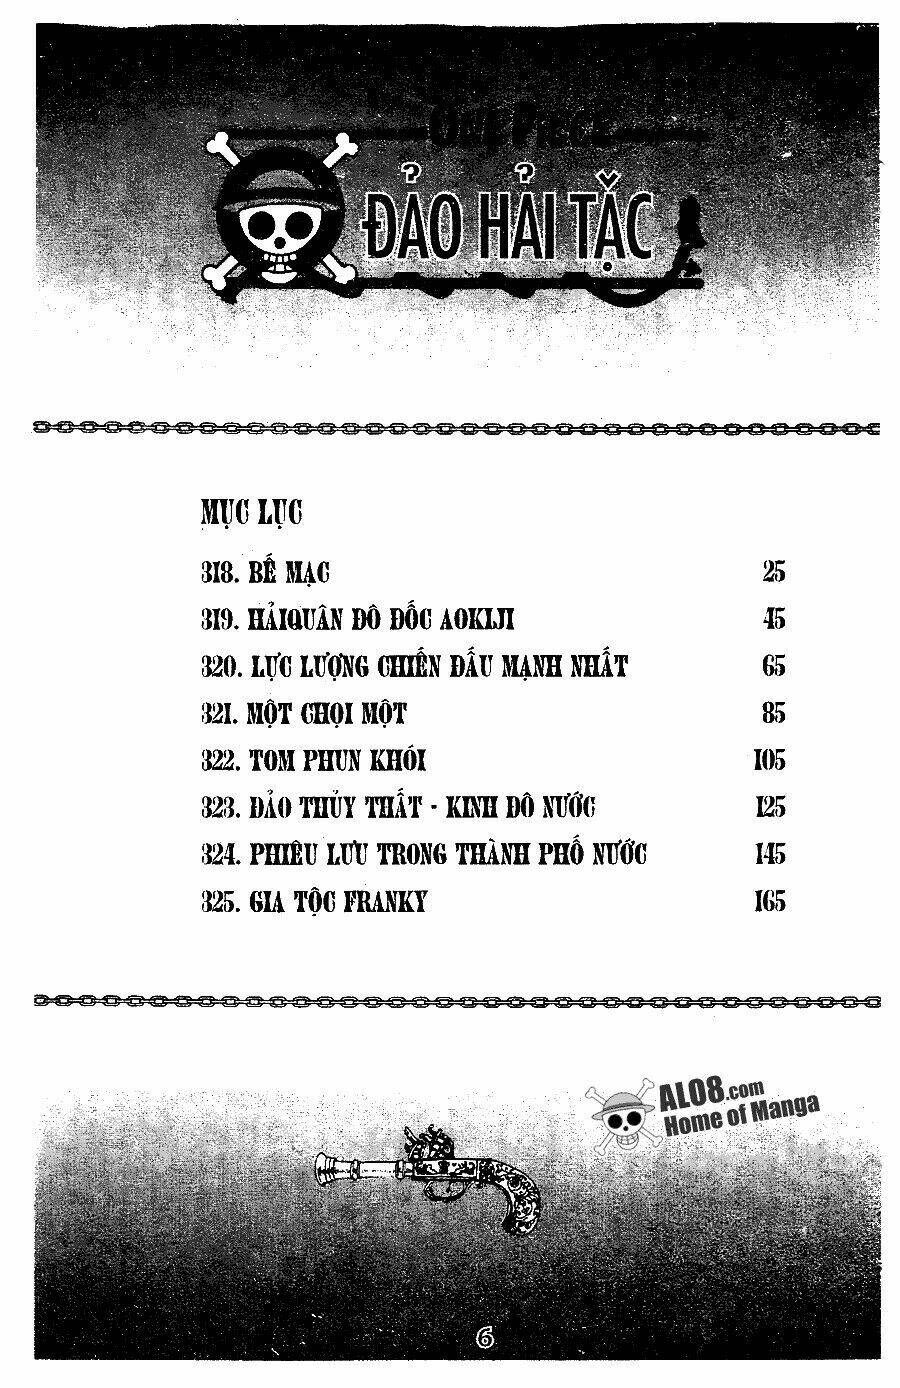 ONE PIECE
ĐẢO HẢI TẶC
MỤC LỤC
318. BẾ MẠC 25
319. HẢIQUÂN ĐÔ ĐỐC AOKIJI 45
320. LỰC LƯỢNG CHIẾN ĐẤU MẠNH NHẤT 65
321. MỘT CHỌI MỘT 85
322. TOM PHUN KHÓI 105
323. ĐẢO THỦY THẤT - KINH ĐÔ NƯỚC 125
324. PHIÊU LƯU TRONG THÀNH PHỐ NƯỚC 145
325. GIA TỘC FRANKY 165
ALO8.com
Home of Manga
6